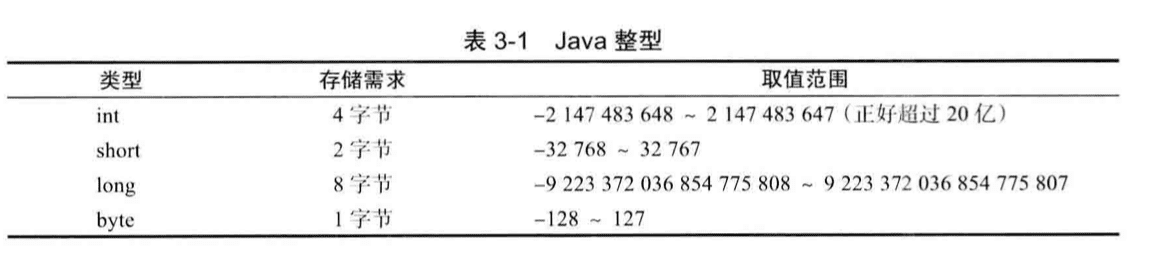 表 3-1 Java 整型
类型 存储需求 取值范围
int 4 字节 –2 147 483 648 ~ 2 147 483 647（正好超过 20 亿）
short 2 字节 –32 768 ~ 32 767
long 8 字节 –9 223 372 036 854 775 808 ~ 9 223 372 036 854 775 807
byte 1 字节 –128 ~ 127